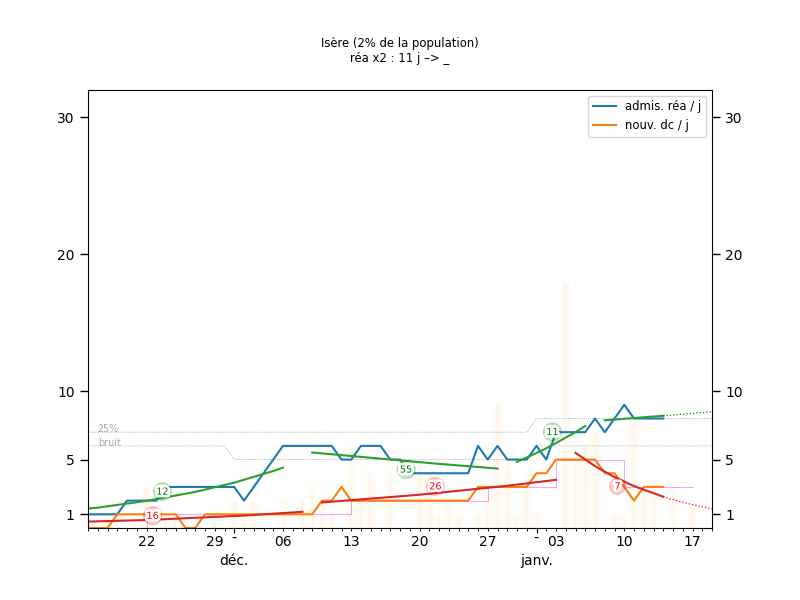 Isère (2% de la population)
réa x2 : 11 j –> _
admis. réa / j
nouv. dc / j
30 30
20 20
10 10
5 5
1 1
25%
bruit
12
16
55
26
11
7
22 29 - 06 13 20 27 - 03 10 17
déc. janv.